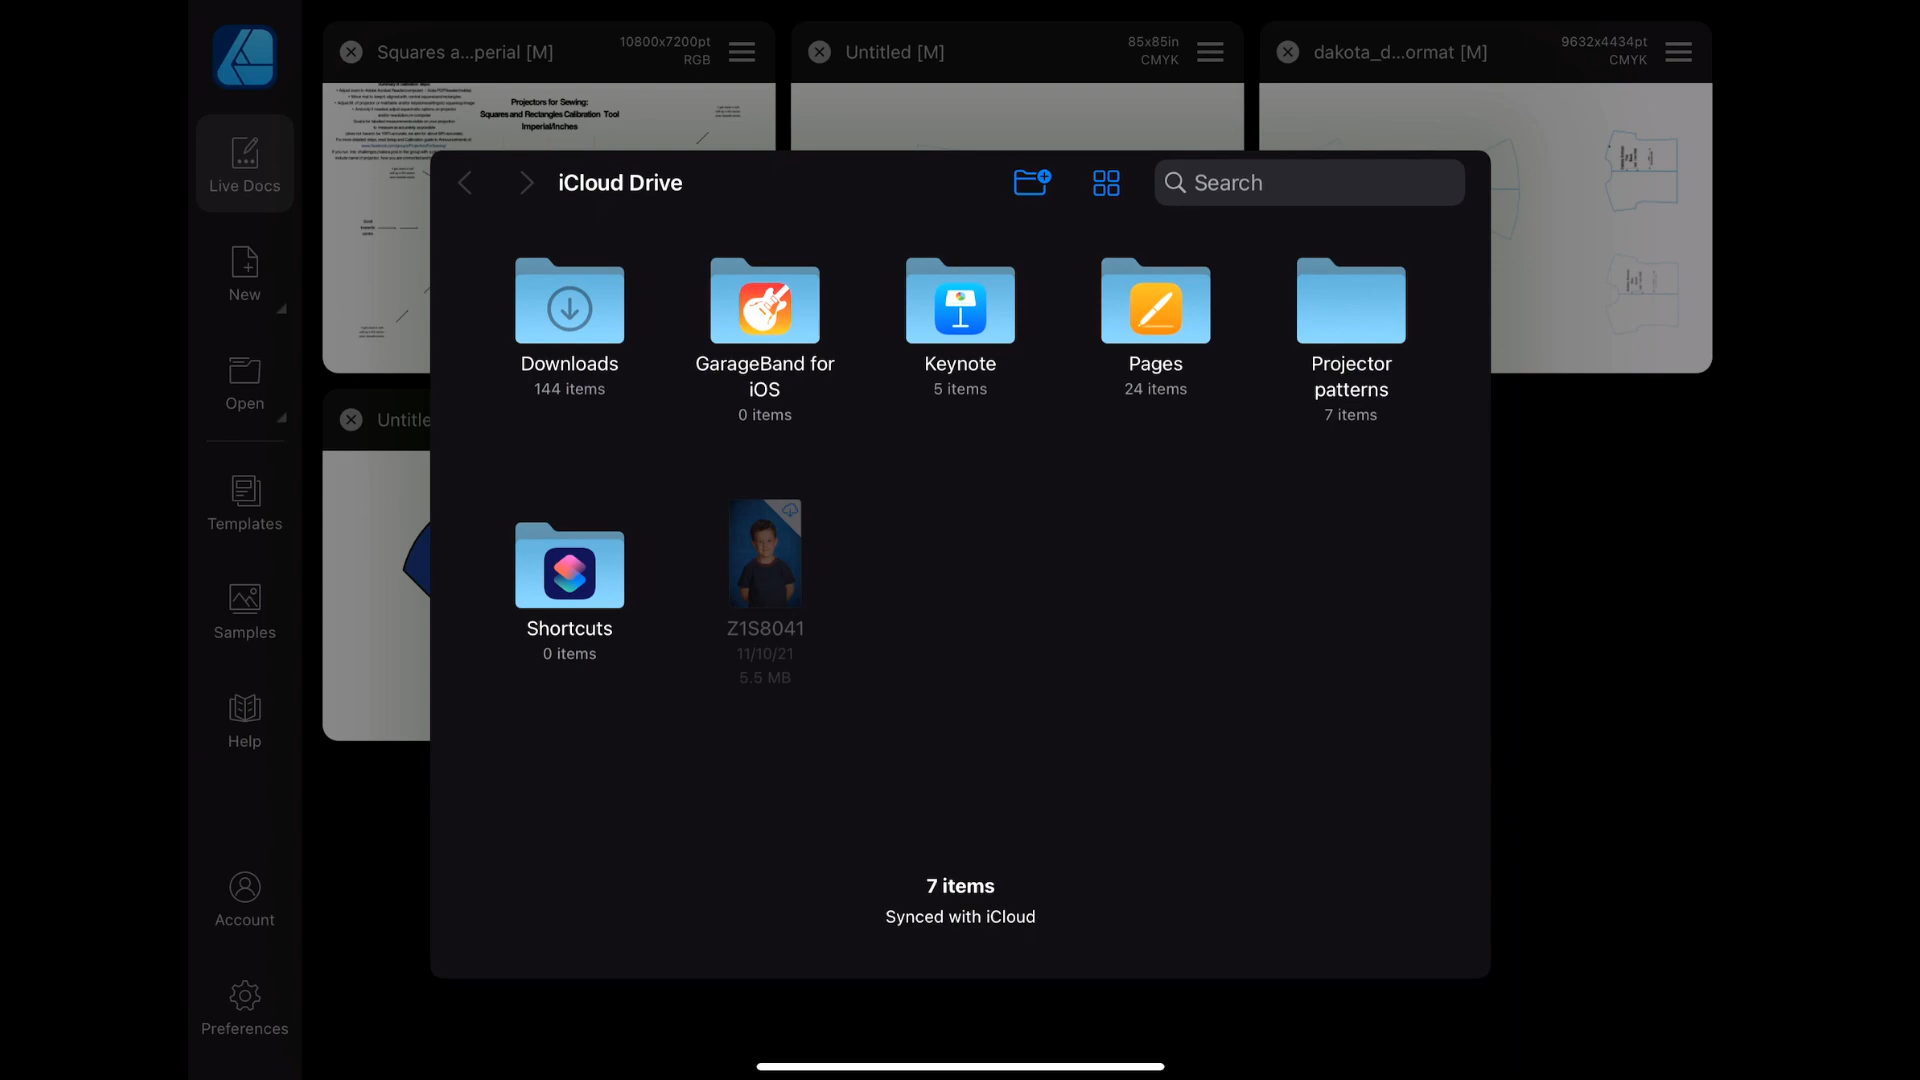 Squares a...perial [M]
10800x7200pt
RGB
Untitled [M]
85x85in
CMYK
dakota_d...ormat [M]
9632x4434pt
CMYK
Projectors for Sewing:
Squares and Rectangles Calibration Tool
Imperial/Inches
Live Docs
New
Open
Templates
Samples
Help
Account
Preferences
Untitle
iCloud Drive
Search
Downloads
144 items
GarageBand for
iOS
0 items
Keynote
5 items
Pages
24 items
Projector
patterns
7 items
Shortcuts
0 items
Z1S8041
11/10/21
5.5 MB
7 items
Synced with iCloud